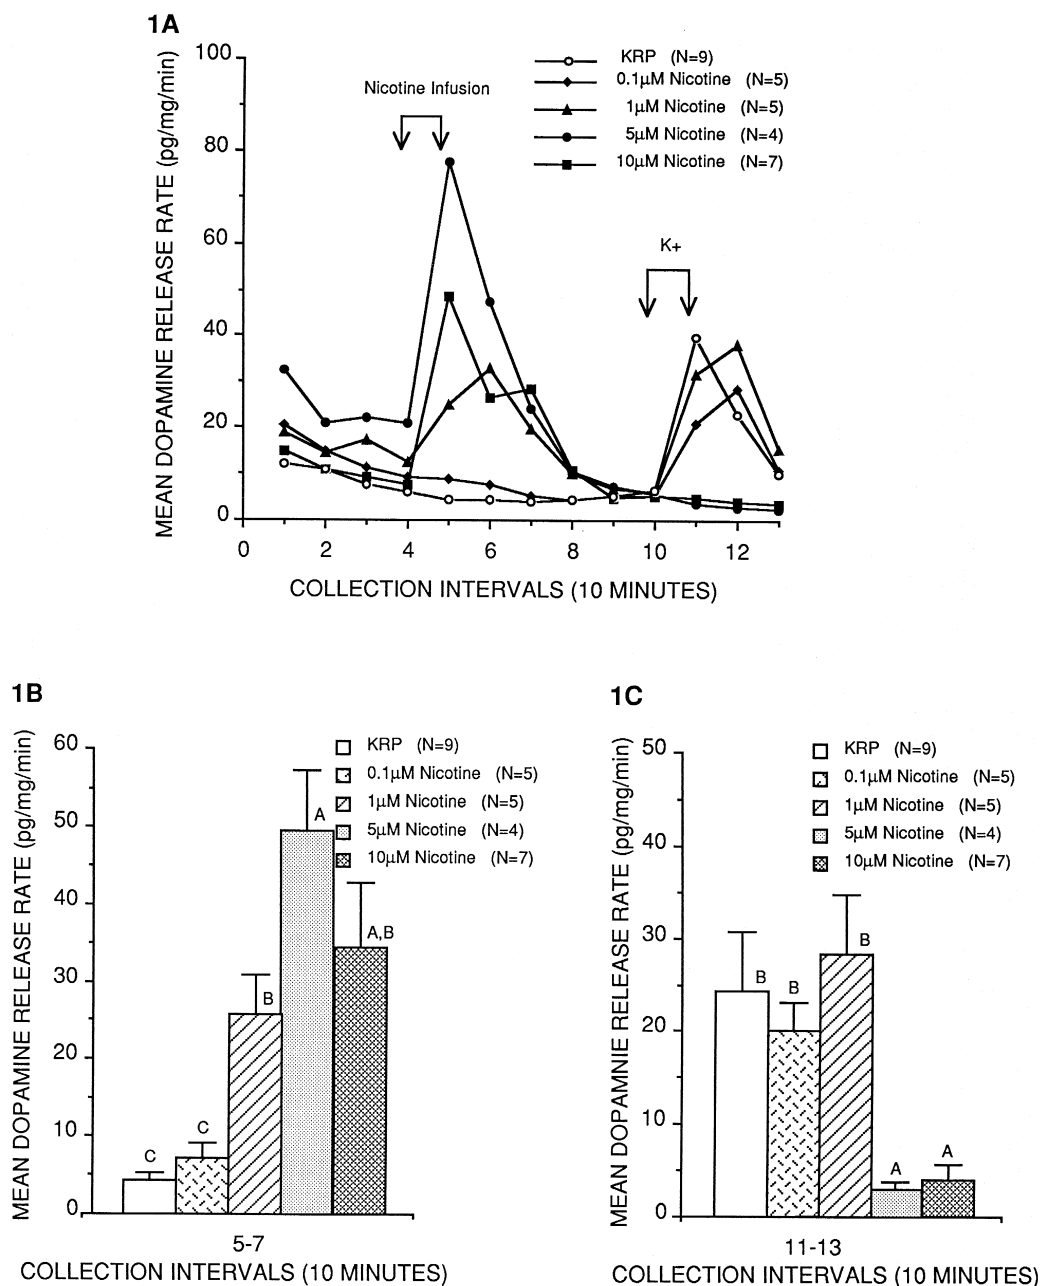 1A
MEAN DOPAMINE RELEASE RATE (pg/mg/min)
100
80
60
40
20
0
Nicotine Infusion
K+
KRP (N=9)
0.1µM Nicotine (N=5)
1µM Nicotine (N=5)
5µM Nicotine (N=4)
10µM Nicotine (N=7)
0 2 4 6 8 10 12
COLLECTION INTERVALS (10 MINUTES)
1B
MEAN DOPAMINE RELEASE RATE (pg/mg/min)
60
50
40
30
20
10
0
KRP (N=9)
0.1µM Nicotine (N=5)
1µM Nicotine (N=5)
5µM Nicotine (N=4)
10µM Nicotine (N=7)
C
C
B
A
A,B
5-7
COLLECTION INTERVALS (10 MINUTES)
1C
MEAN DOPAMNIE RELEASE RATE (pg/mg/min)
50
40
30
20
10
0
KRP (N=9)
0.1µM Nicotine (N=5)
1µM Nicotine (N=5)
5µM Nicotine (N=4)
10µM Nicotine (N=7)
B
B
B
A
A
11-13
COLLECTION INTERVALS (10 MINUTES)